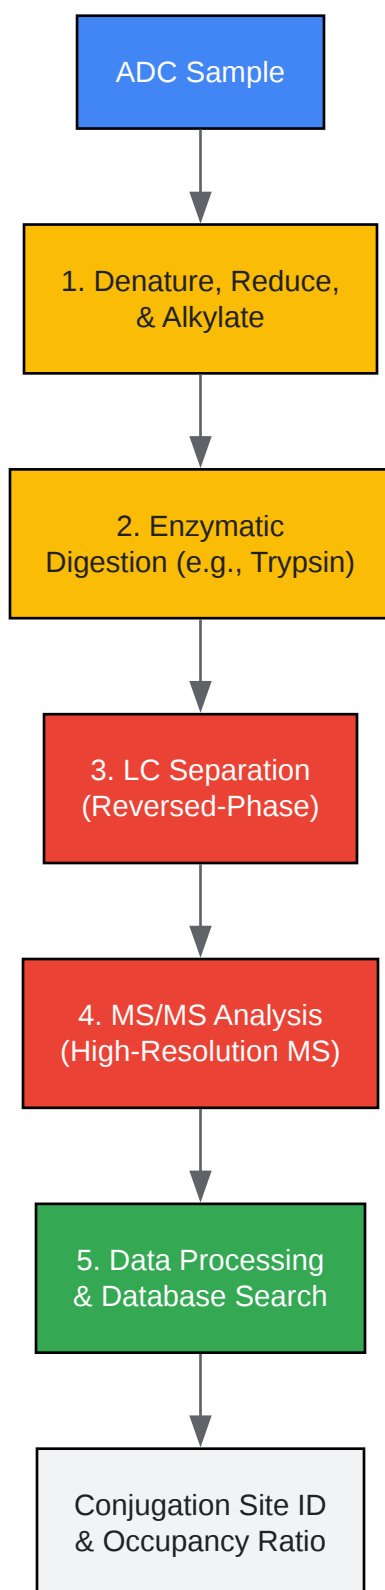 ADC Sample
1. Denature, Reduce,
& Alkylate
2. Enzymatic
Digestion (e.g., Trypsin)
3. LC Separation
(Reversed-Phase)
4. MS/MS Analysis
(High-Resolution MS)
5. Data Processing
& Database Search
Conjugation Site ID
& Occupancy Ratio